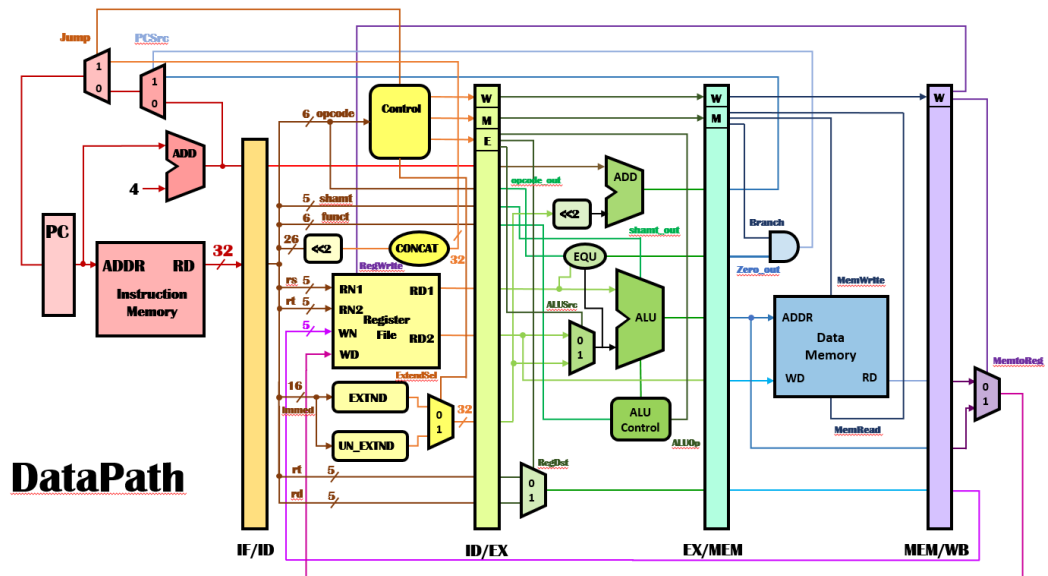 Jump
PCSrc
1
0
1
0
ADD
4
PC
ADDR RD
Instruction
Memory
32
IF/ID
6 opcode
Control
5 shamt
6 funct
26
<<2
CONCAT
32
RegWrite
rs 5
rt 5
5
RN1
RN2
WN
WD
RD1
RD2
Register
File
ExtendSel
16
Immed
EXTND
UN_EXTND
0
1
32
rt 5
rd 5
DataPath
W
M
E
ID/EX
opcode_out
<<2
ADD
shamt_out
EQU
ALUSrc
0
1
ALU
ALU
Control
ALUOp
RegDst
0
1
W
M
EX/MEM
Branch
Zero_out
MemWrite
ADDR
Data
Memory
WD
RD
MemRead
W
MEM/WB
MemtoReg
0
1